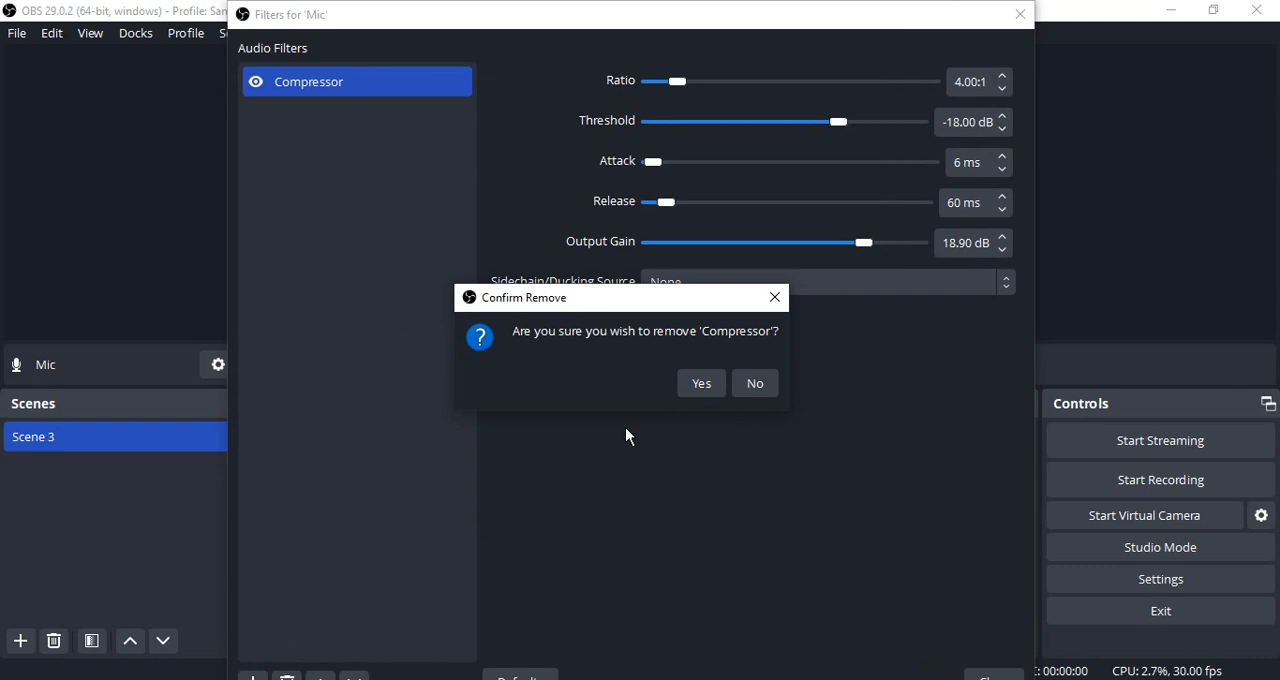 OBS 29.0.2 (64-bit, windows) - Profile: San
Filters for 'Mic'
File Edit View Docks Profile
Audio Filters
Compressor
Ratio 4.00:1
Threshold -18.00 dB
Attack 6 ms
Release 60 ms
Output Gain 18.90 dB
Sidechain/Ducking Source None
Confirm Remove
Are you sure you wish to remove 'Compressor'?
Yes No
Mic
Scenes
Scene 3
Controls
Start Streaming
Start Recording
Start Virtual Camera
Studio Mode
Settings
Exit
: 00:00:00 CPU: 2.7%, 30.00 fps